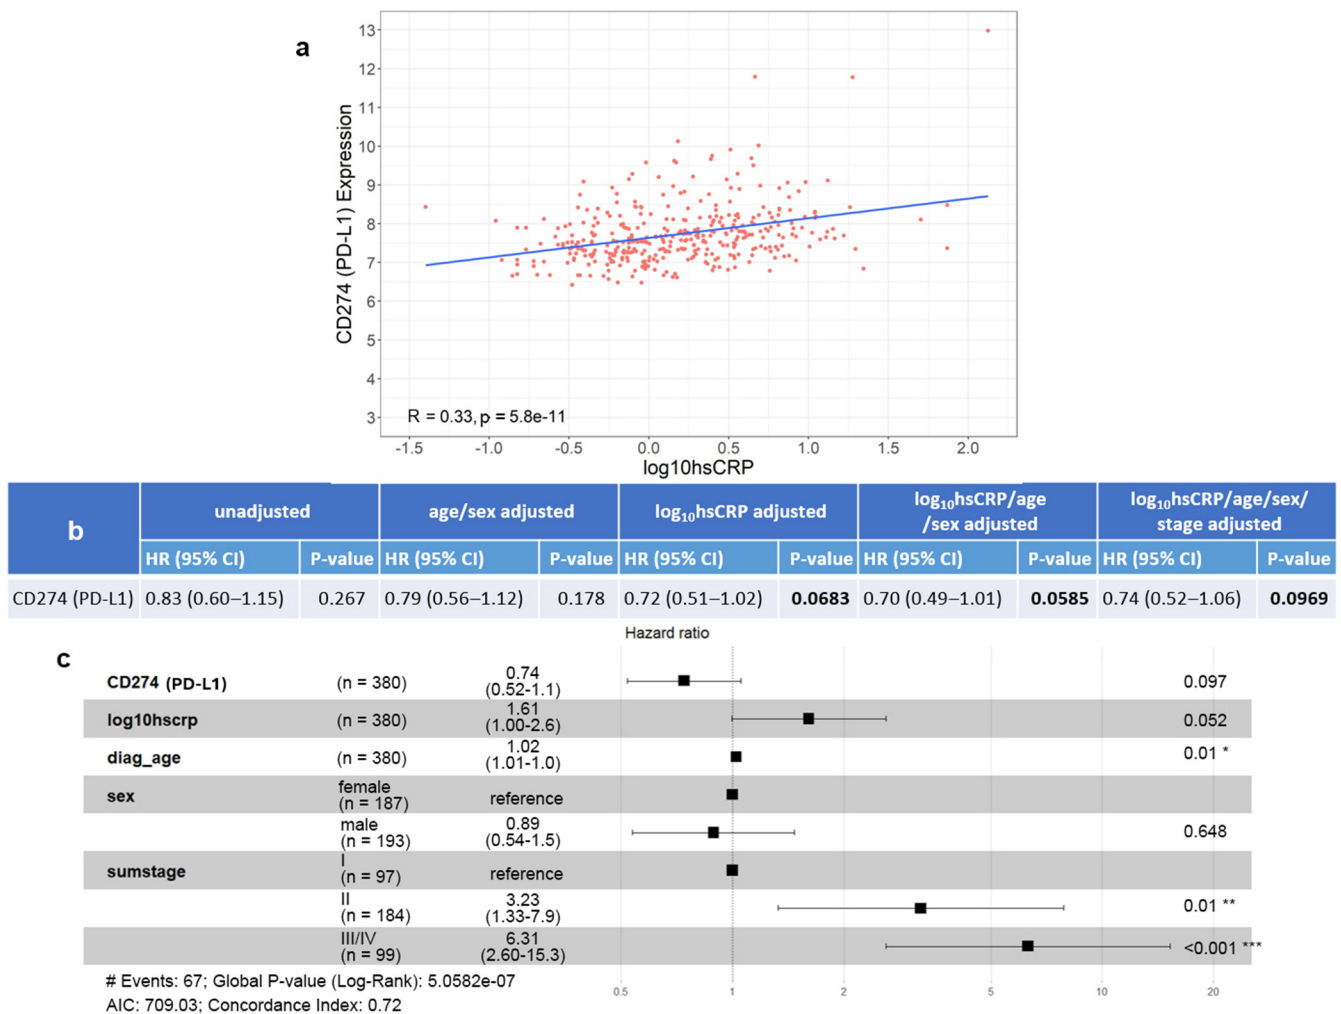 a
CD274 (PD-L1) Expression
13
12
11
10
9
8
7
6
5
4
3
R = 0.33, p = 5.8e-11
-1.5 -1.0 -0.5 0.0 0.5 1.0 1.5 2.0
log10hsCRP
b
unadjusted
age/sex adjusted
log10hsCRP adjusted
log10hsCRP/age
/sex adjusted
log10hsCRP/age/sex/
stage adjusted
HR (95% CI) P-value HR (95% CI) P-value HR (95% CI) P-value HR (95% CI) P-value HR (95% CI) P-value
CD274 (PD-L1) 0.83 (0.60–1.15) 0.267 0.79 (0.56–1.12) 0.178 0.72 (0.51–1.02) 0.0683 0.70 (0.49–1.01) 0.0585 0.74 (0.52–1.06) 0.0969
c
Hazard ratio
CD274 (PD-L1) (n = 380) 0.74
(0.52-1.1) 0.097
log10hscrp (n = 380) 1.61
(1.00-2.6) 0.052
diag_age (n = 380) 1.02
(1.01-1.0) 0.01 *
sex female
(n = 187) reference
male
(n = 193) 0.89
(0.54-1.5) 0.648
sumstage I
(n = 97) reference
II
(n = 184) 3.23
(1.33-7.9) 0.01 **
III/IV
(n = 99) 6.31
(2.60-15.3) <0.001 ***
# Events: 67; Global P-value (Log-Rank): 5.0582e-07
AIC: 709.03; Concordance Index: 0.72
0.5 1 2 5 10 20